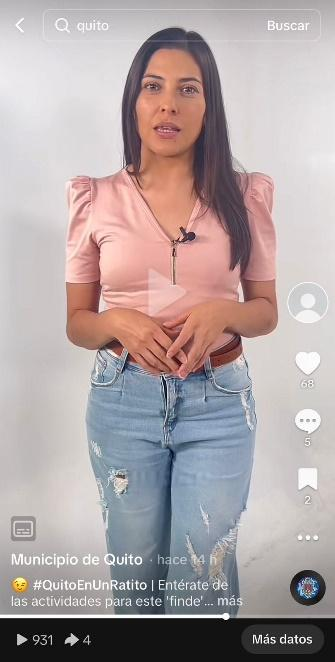 quito
Buscar
68
5
2
Municipio de Quito · hace 14 h
😉 #QuitoEnUnRatito | Entérate de
las actividades para este 'finde'... más
931
4
Más datos